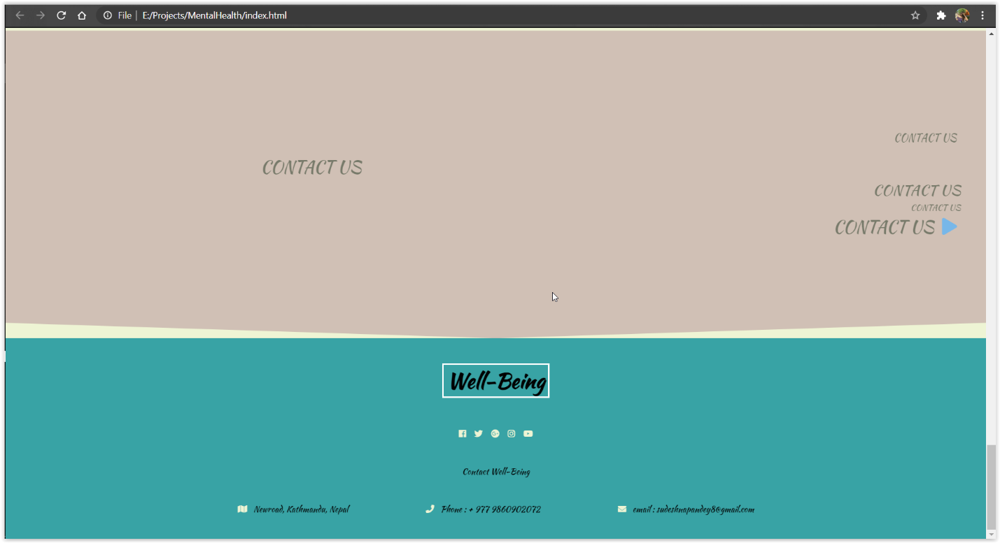 File | E:/Projects/MentalHealth/index.html
CONTACT US
CONTACT US
CONTACT US
CONTACT US
CONTACT US
Well-Being
Contact Well-Being
Newroad, Kathmandu, Nepal
Phone : + 977 9860902072
email : sudeshnapandey8@gmail.com